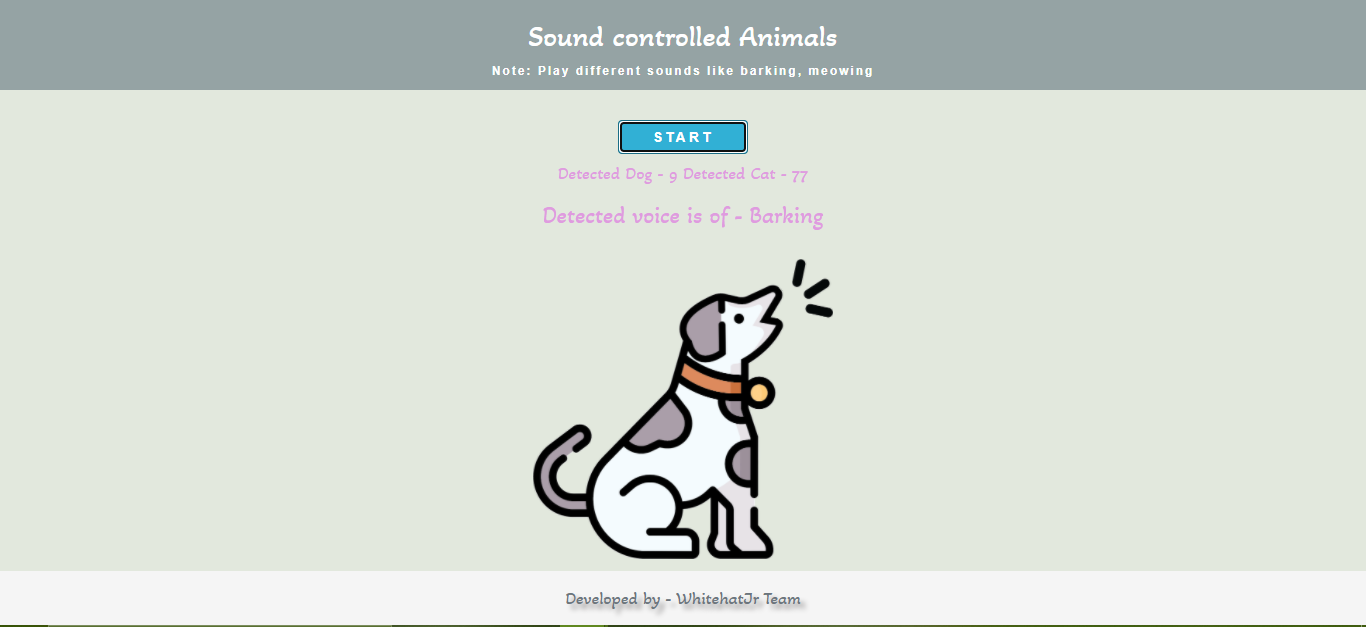 Sound controlled Animals
Note: Play different sounds like barking, meowing
START
Detected Dog - 9 Detected Cat - 77
Detected voice is of - Barking
Developed by - WhitehatJr Team